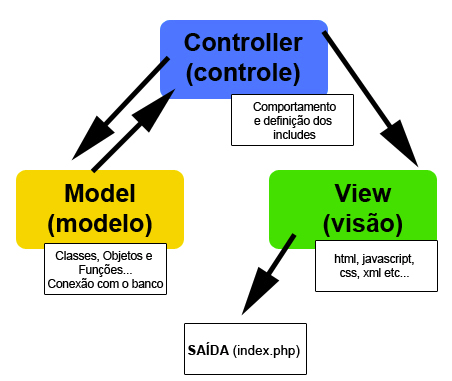 Controller
(controle)
Comportamento
e definição dos
includes
Model
(modelo)
Classes, Objetos e
Funções...
Conexão com o banco
View
(visão)
html, javascript,
css, xml etc...
SAÍDA (index.php)